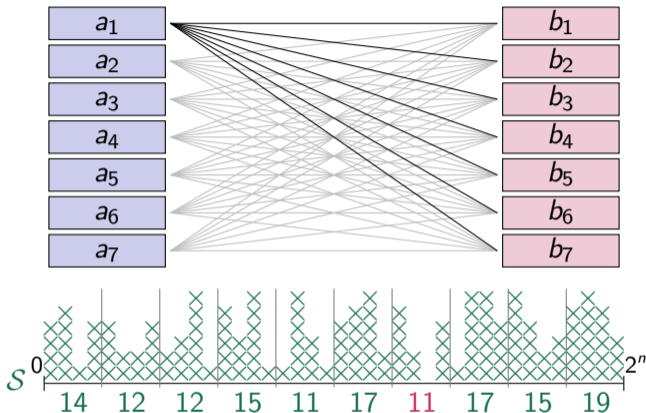 a₁ b₁
a₂ b₂
a₃ b₃
a₄ b₄
a₅ b₅
a₆ b₆
a₇ b₇
S 0 2ⁿ
14 12 12 15 11 17 11 17 15 19